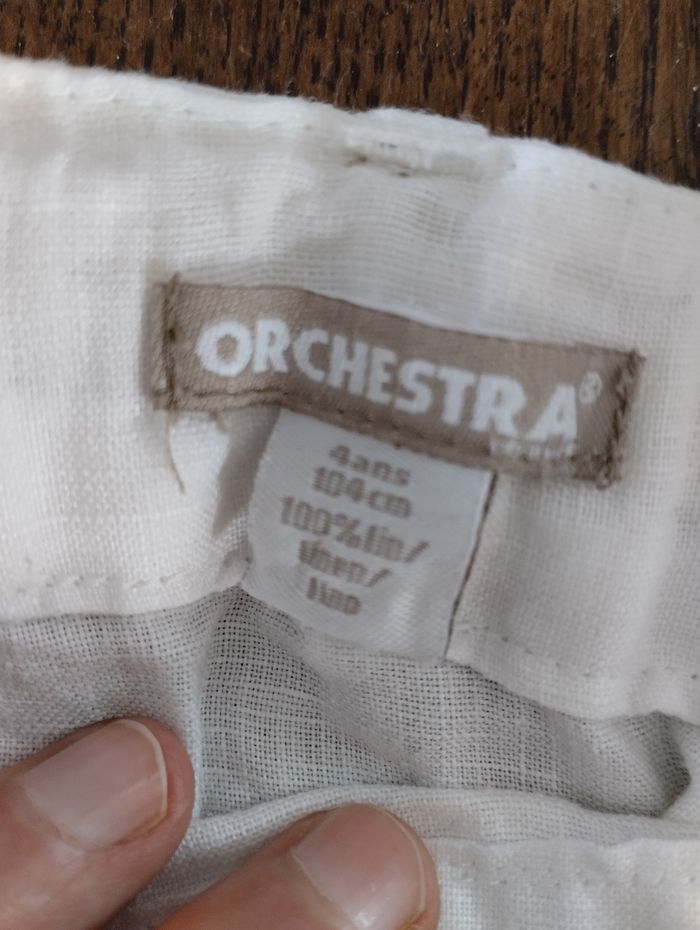 ORCHESTRA®
4ans
104cm
100%lin/
linen/
lino